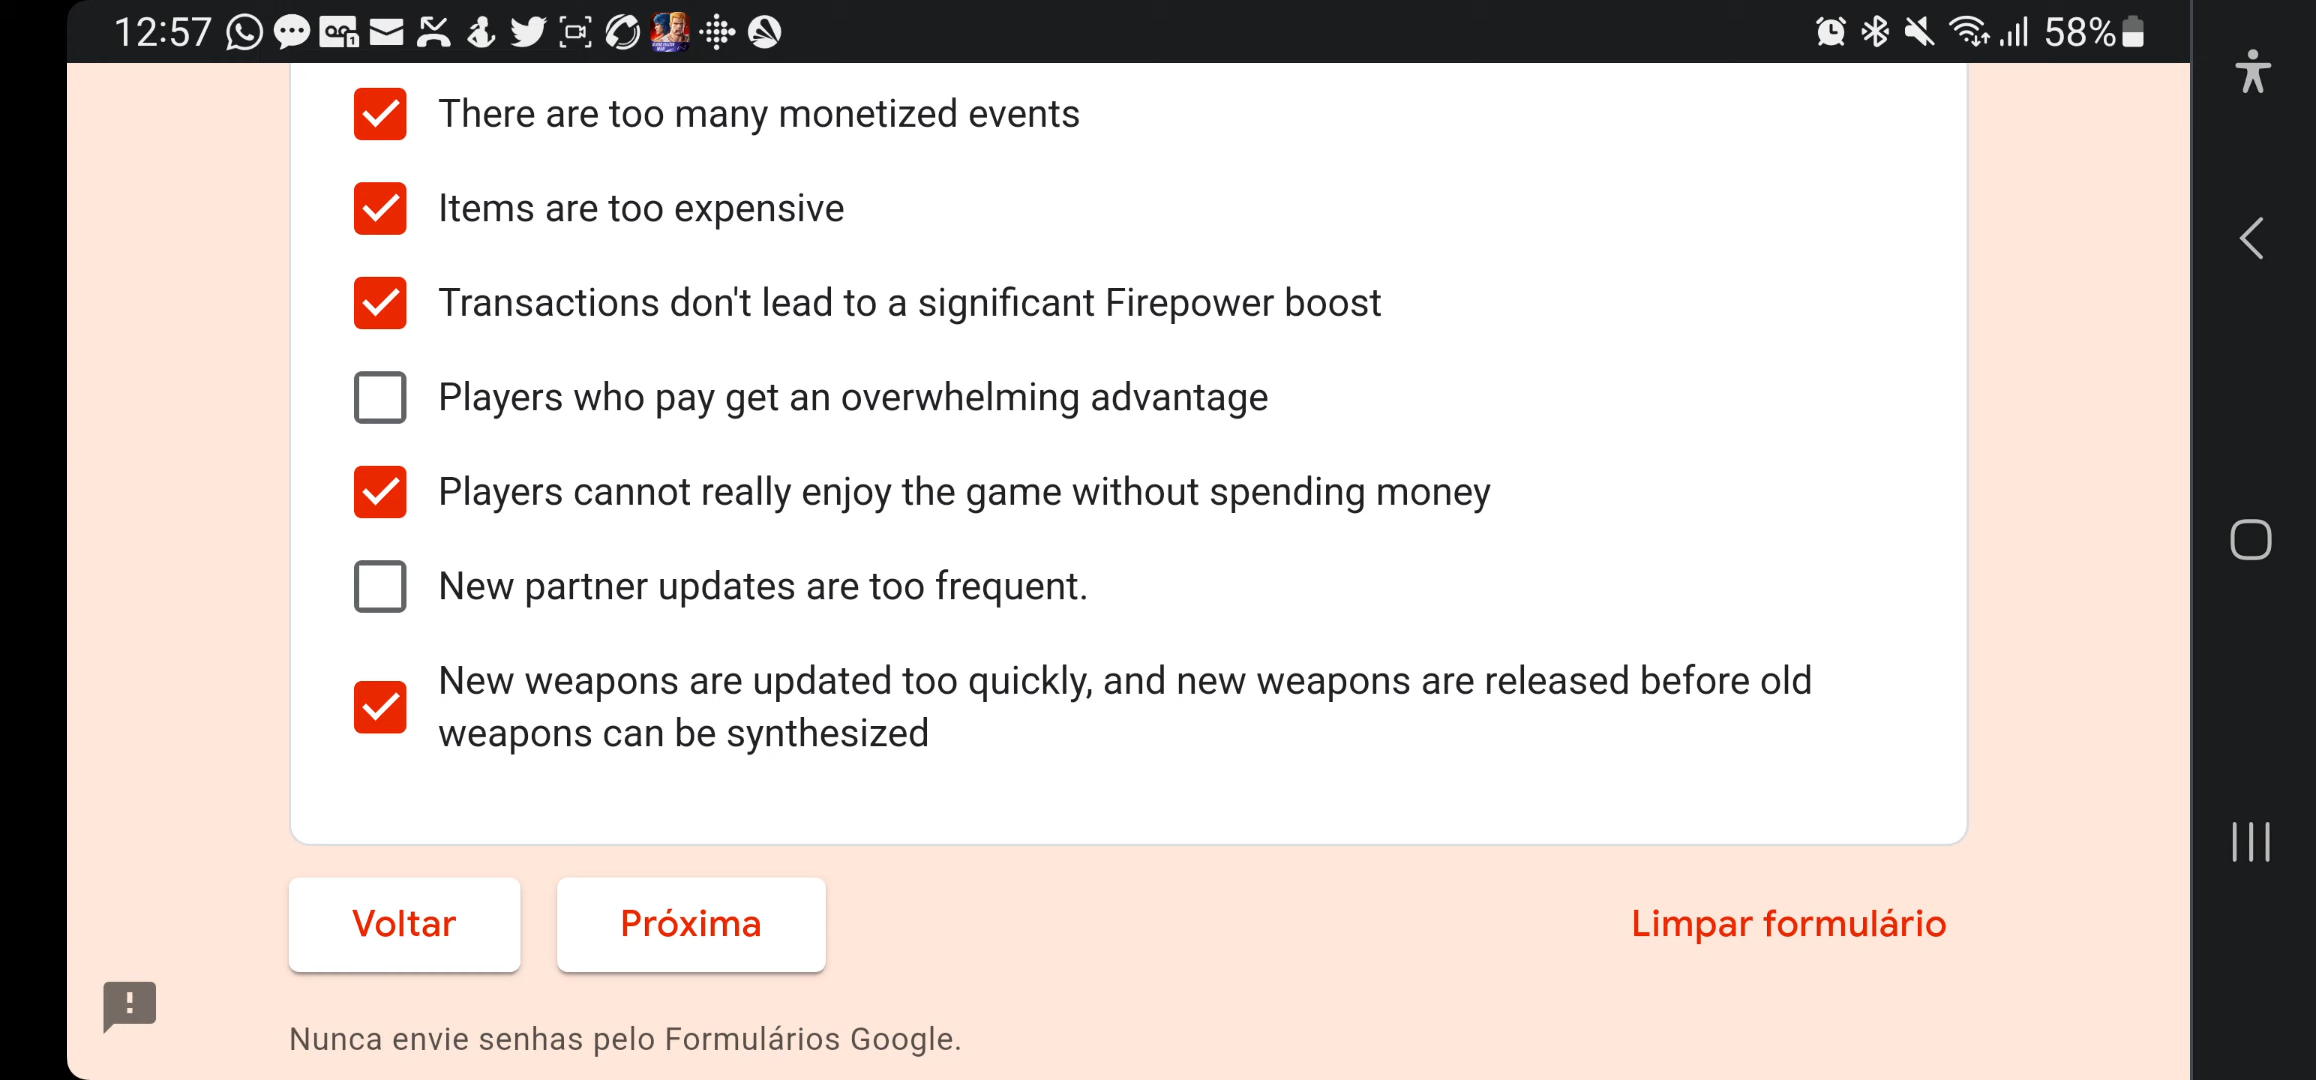 12:57
58%
There are too many monetized events
Items are too expensive
Transactions don't lead to a significant Firepower boost
Players who pay get an overwhelming advantage
Players cannot really enjoy the game without spending money
New partner updates are too frequent.
New weapons are updated too quickly, and new weapons are released before old
weapons can be synthesized
Voltar
Próxima
Limpar formulário
Nunca envie senhas pelo Formulários Google.